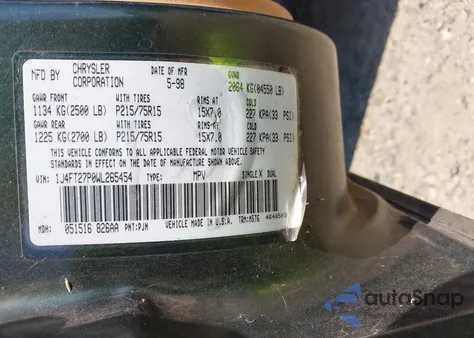 MFD BY CHRYSLER CORPORATION DATE OF MFR 5-98 GVWR 2064 KG(04550 LB)
GAWR FRONT WITH TIRES RIMS AT COLD
1134 KG(2500 LB) P215/75R15 15X7.0 227 KPA(33 PSI)
GAWR REAR WITH TIRES RIMS AT COLD
1225 KG(2700 LB) P215/75R15 15X7.0 227 KPA(33 PSI)
THIS VEHICLE CONFORMS TO ALL APPLICABLE FEDERAL MOTOR VEHICLE SAFETY
STANDARDS IN EFFECT ON THE DATE OF MANUFACTURE SHOWN ABOVE.
VIN: 1J4FT27P0WL265454 TYPE: MPV SINGLE X DUAL
VEHICLE MADE IN U.S.A.
MDH: 051516 026AA PNT:PJN TRM:MST6
autoSnap